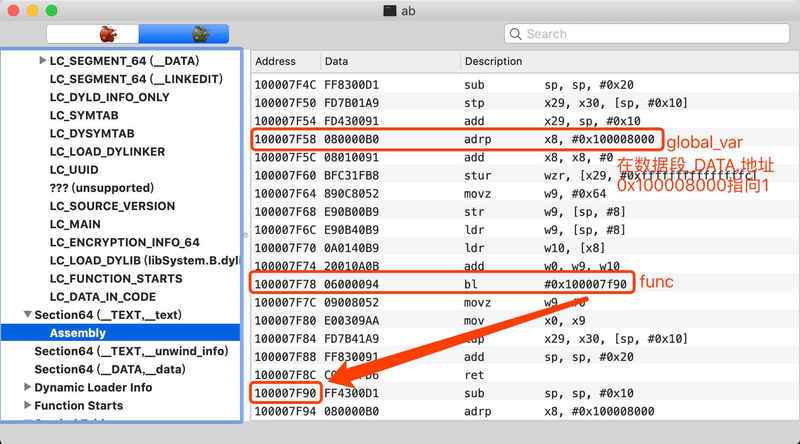 ab
Search
LC_SEGMENT_64 (__DATA)
LC_SEGMENT_64 (__LINKEDIT)
LC_DYLD_INFO_ONLY
LC_SYMTAB
LC_DYSYMTAB
LC_LOAD_DYLINKER
LC_UUID
??? (unsupported)
LC_SOURCE_VERSION
LC_MAIN
LC_ENCRYPTION_INFO_64
LC_LOAD_DYLIB (libSystem.B.dyli
LC_FUNCTION_STARTS
LC_DATA_IN_CODE
Section64 (__TEXT,__text)
Assembly
Section64 (__TEXT,__unwind_info)
Section64 (__DATA,__data)
Dynamic Loader Info
Function Starts
Address Data Description
100007F4C FF8300D1 sub sp, sp, #0x20
100007F50 FD7B01A9 stp x29, x30, [sp, #0x10]
100007F54 FD430091 add x29, sp, #0x10
100007F58 080000B0 adrp x8, #0x100008000
100007F5C 08010091 add x8, x8, #0
100007F60 BFC31FB8 stur wzr, [x29, #0xfffffffffffffffc]
100007F64 890C8052 movz w9, #0x64
100007F68 E90B00B9 str w9, [sp, #8]
100007F6C E90B40B9 ldr w9, [sp, #8]
100007F70 0A0140B9 ldr w10, [x8]
100007F74 20010A0B add w0, w9, w10
100007F78 06000094 bl #0x100007f90
100007F7C 09008052 movz w9,
100007F80 E00309AA mov x0, x9
100007F84 FD7B41A9 x29, x30, [sp, #0x10]
100007F88 FF830091 add sp, sp, #0x20
100007F8C ret
100007F90 FF4300D1 sub sp, sp, #0x10
100007F94 080000B0 adrp x8, #0x100008000
global_var
在数据段_DATA,地址
0x100008000指向1
func